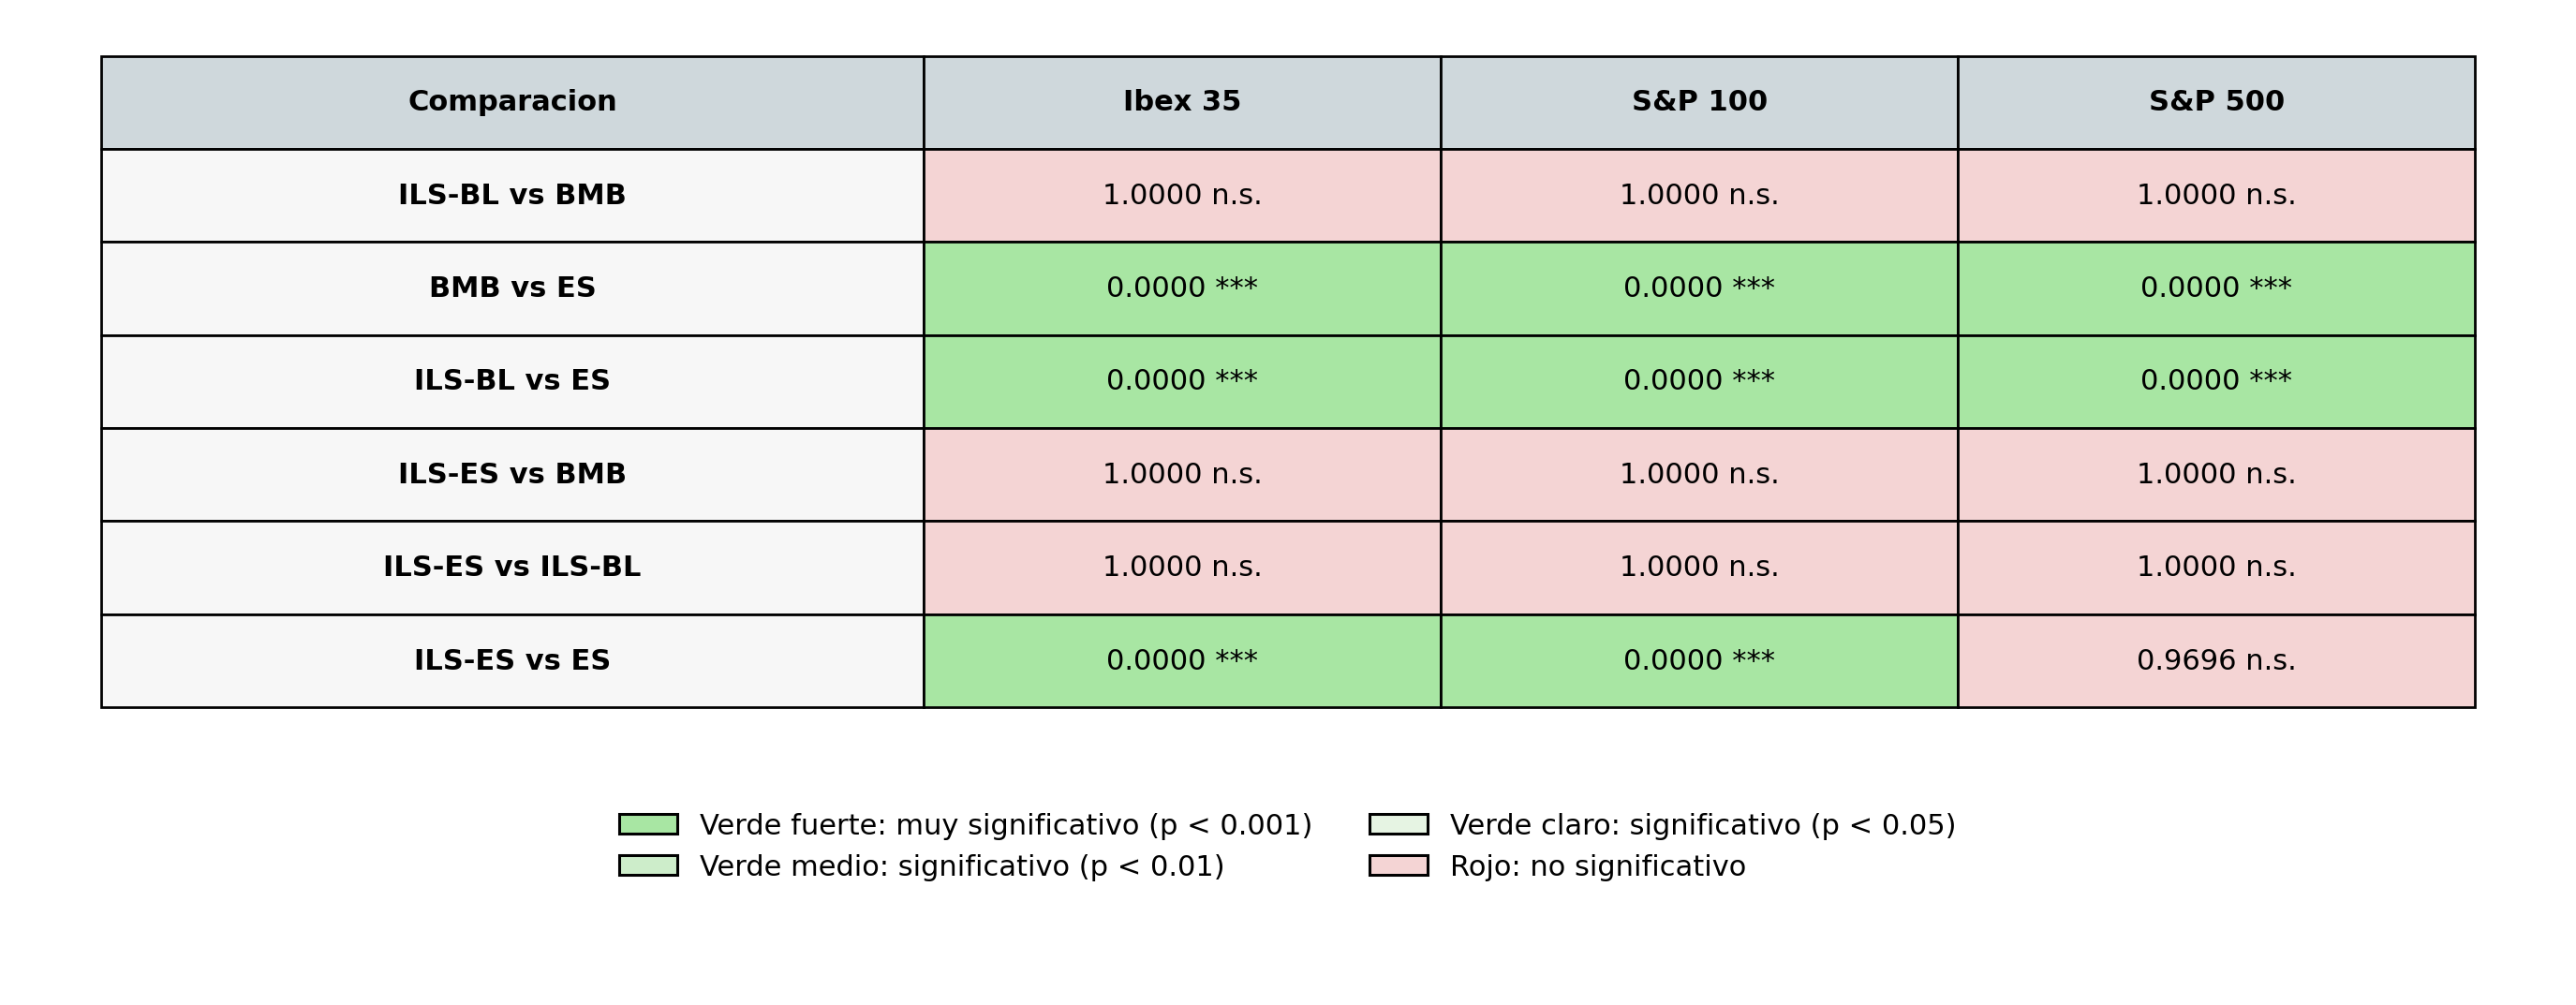 Comparacion Ibex 35 S&P 100 S&P 500
ILS-BL vs BMB 1.0000 n.s. 1.0000 n.s. 1.0000 n.s.
BMB vs ES 0.0000 *** 0.0000 *** 0.0000 ***
ILS-BL vs ES 0.0000 *** 0.0000 *** 0.0000 ***
ILS-ES vs BMB 1.0000 n.s. 1.0000 n.s. 1.0000 n.s.
ILS-ES vs ILS-BL 1.0000 n.s. 1.0000 n.s. 1.0000 n.s.
ILS-ES vs ES 0.0000 *** 0.0000 *** 0.9696 n.s.
Verde fuerte: muy significativo (p < 0.001)
Verde medio: significativo (p < 0.01)
Verde claro: significativo (p < 0.05)
Rojo: no significativo